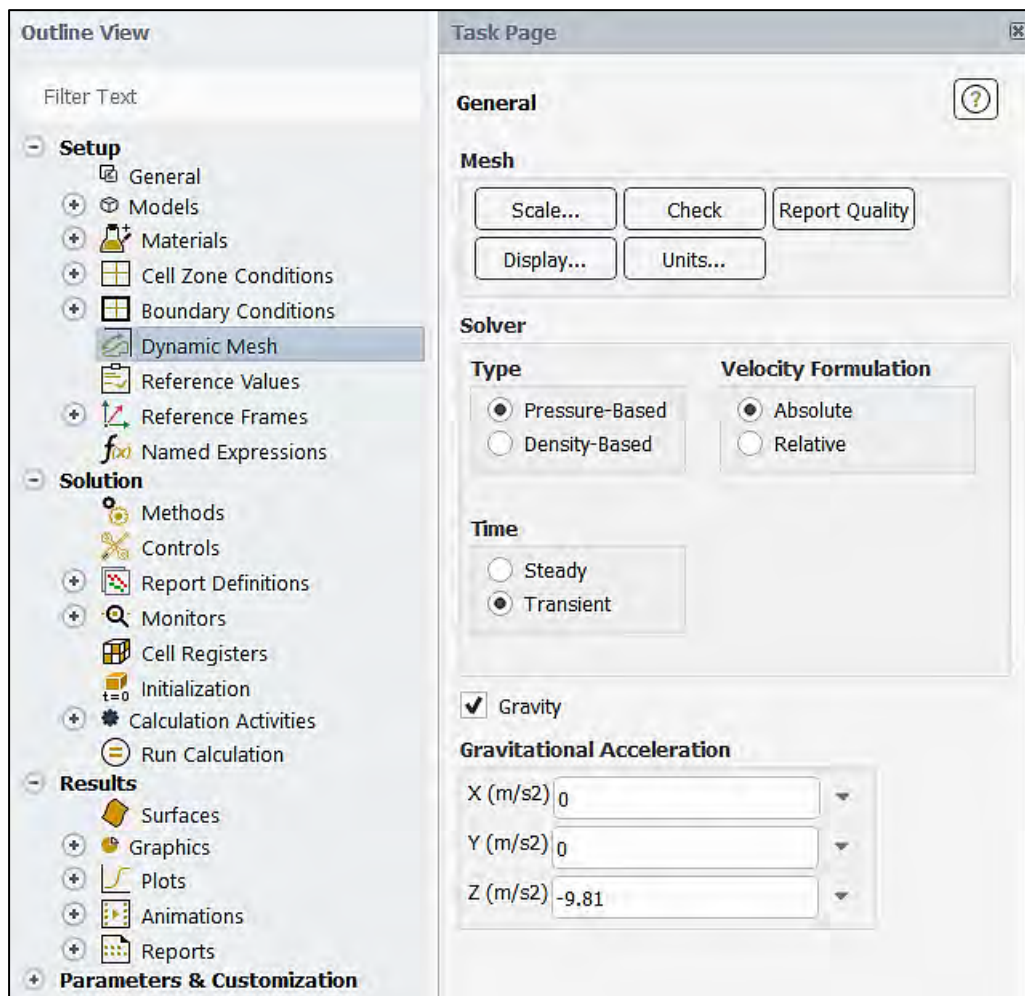 Outline View
Filter Text
Setup
General
Models
Materials
Cell Zone Conditions
Boundary Conditions
Dynamic Mesh
Reference Values
Reference Frames
f(x) Named Expressions
Solution
Methods
Controls
Report Definitions
Monitors
Cell Registers
t=0 Initialization
Calculation Activities
Run Calculation
Results
Surfaces
Graphics
Plots
Animations
Reports
Parameters & Customization
Task Page
General
?
Mesh
Scale... Check Report Quality
Display... Units...
Solver
Type Velocity Formulation
Pressure-Based Absolute
Density-Based Relative
Time
Steady
Transient
Gravity
Gravitational Acceleration
X (m/s2) 0
Y (m/s2) 0
Z (m/s2) -9.81